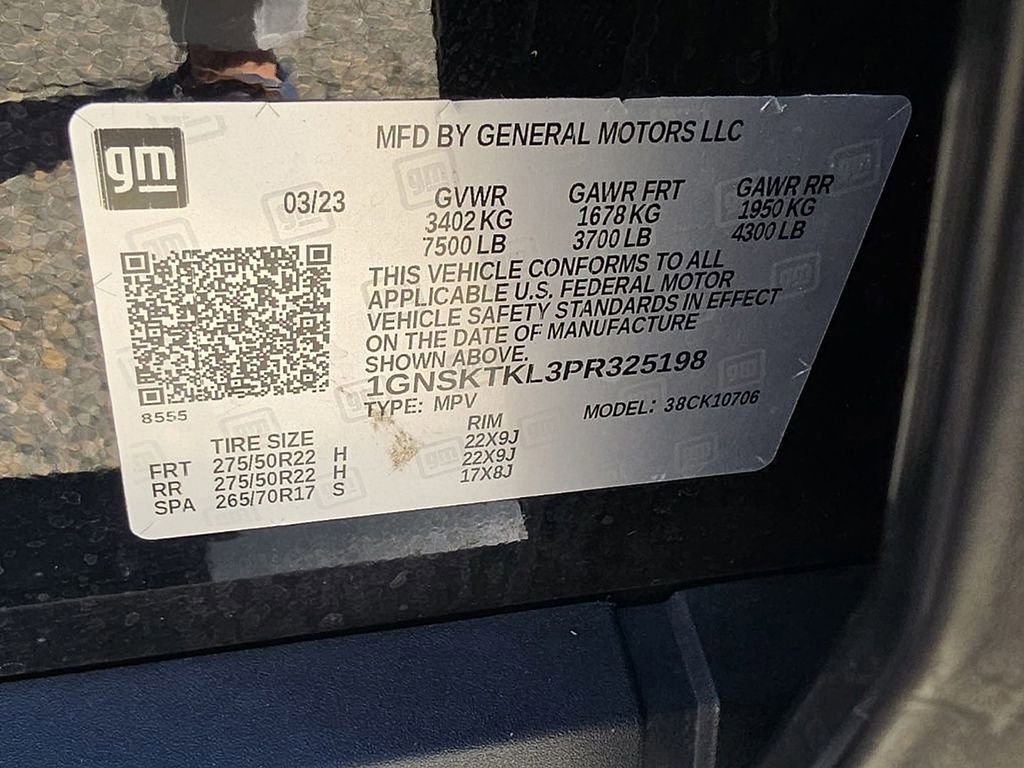 gm
MFD BY GENERAL MOTORS LLC
03/23
GVWR GAWR FRT GAWR RR
3402 KG 1678 KG 1950 KG
7500 LB 3700 LB 4300 LB
THIS VEHICLE CONFORMS TO ALL
APPLICABLE U.S. FEDERAL MOTOR
VEHICLE SAFETY STANDARDS IN EFFECT
ON THE DATE OF MANUFACTURE
SHOWN ABOVE.
1GNSKTKL3PR325198
TYPE: MPV MODEL: 38CK10706
8555
TIRE SIZE RIM
FRT 275/50R22 H 22X9J
RR 275/50R22 H 22X9J
SPA 265/70R17 S 17X8J